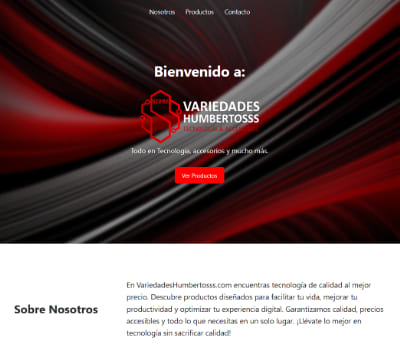 Nosotros Productos Contacto
Bienvenido a:
VARIEDADES
HUMBERTOSSS
Todo en Tecnología, accesorios y mucho más.
Ver Productos
Sobre Nosotros
En VariedadesHumbertosss.com encuentras tecnología de calidad al mejor
precio. Descubre productos diseñados para facilitar tu vida, mejorar tu
productividad y optimizar tu experiencia digital. Garantizamos calidad, precios
accesibles y todo lo que necesitas en un solo lugar. ¡Llévate lo mejor en
tecnología sin sacrificar calidad!